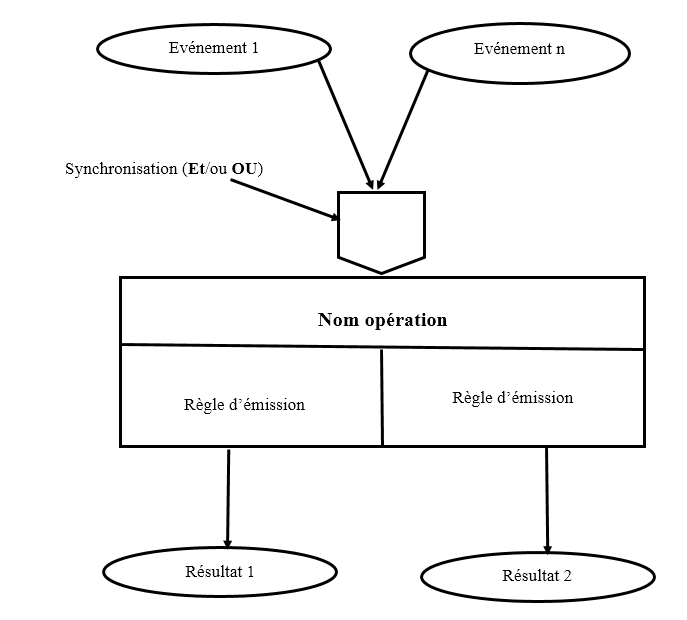 Evénement 1
Evénement n
Synchronisation (Et/ou OU)
Nom opération
Règle d’émission
Règle d’émission
Résultat 1
Résultat 2